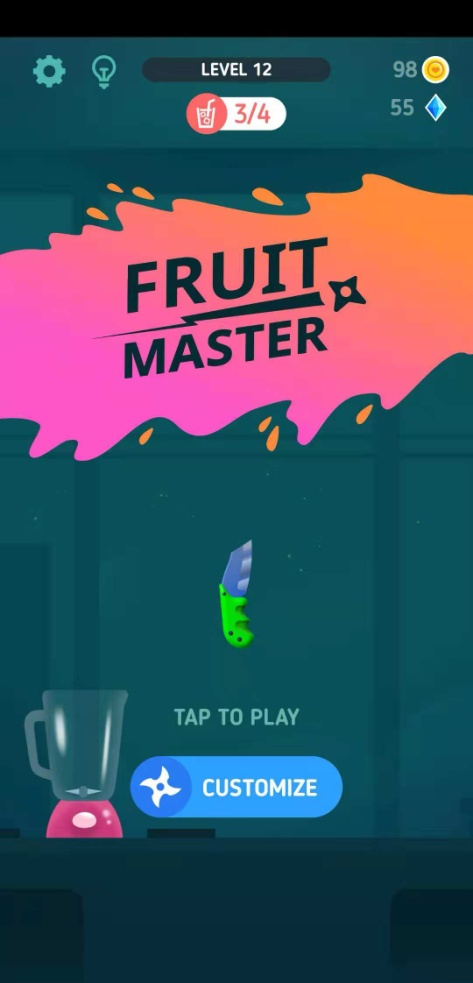 LEVEL 12
98
3/4
55
FRUIT
MASTER
TAP TO PLAY
CUSTOMIZE